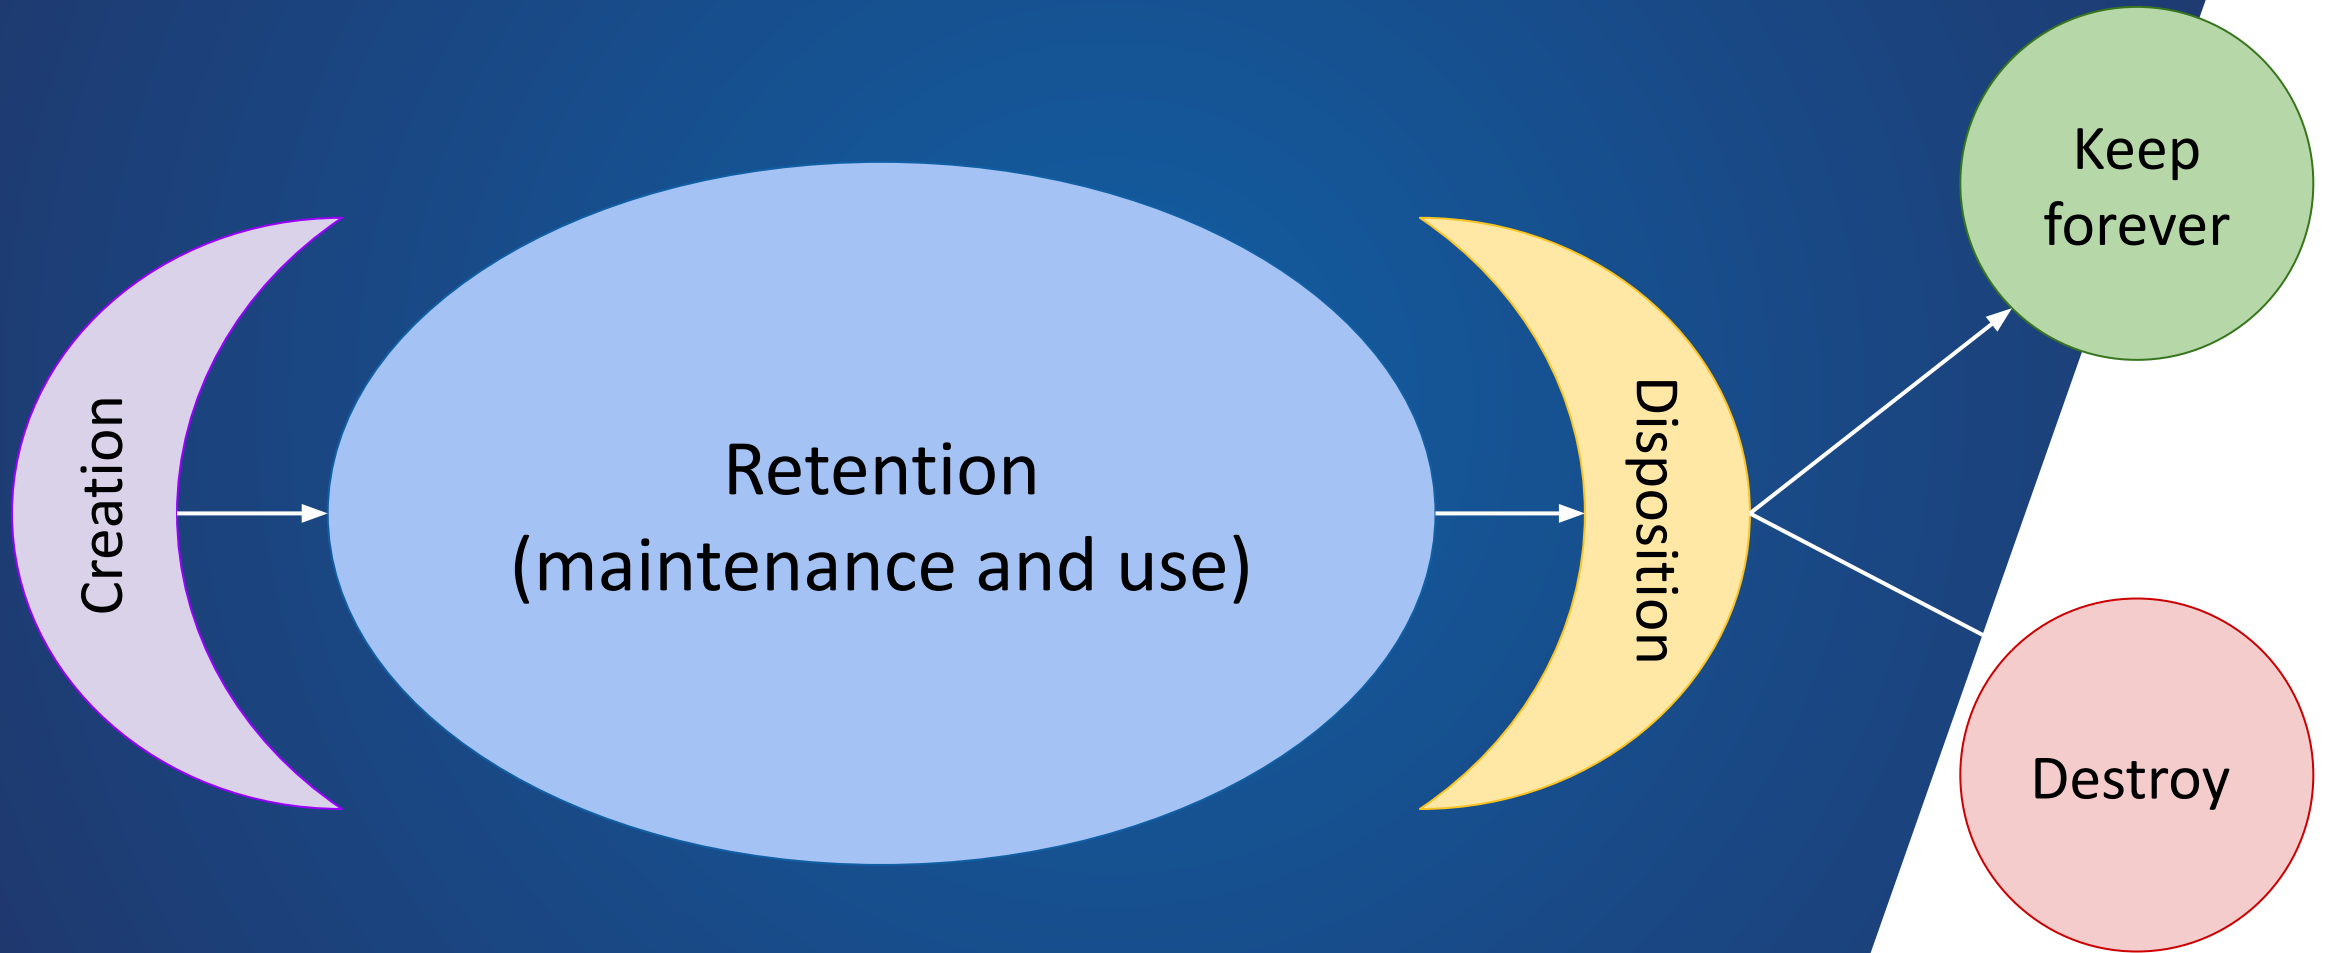 Creation
Retention
(maintenance and use)
Disposition
Keep
forever
Destroy